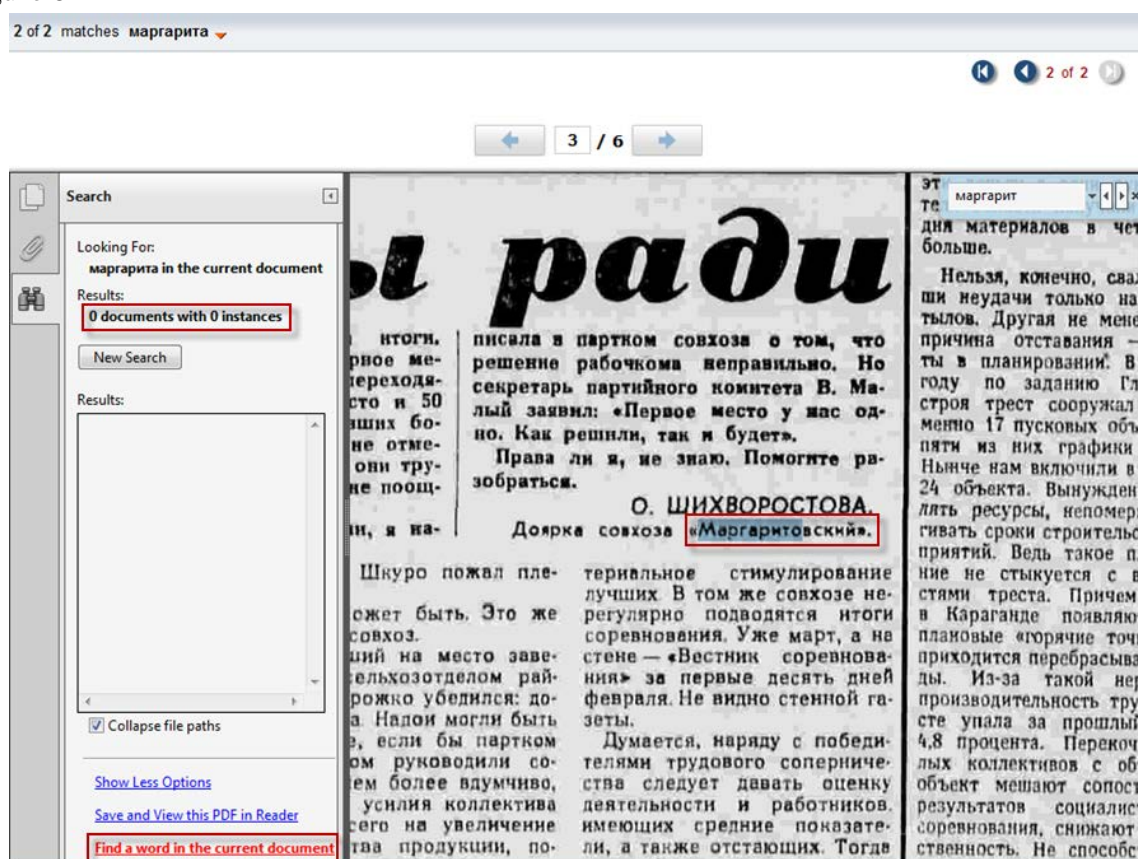 2 of 2 matches маргарита
2 of 2
3 / 6
Search
Looking For:
маргарита in the current document
Results:
0 documents with 0 instances
New Search
Results:
Collapse file paths
Show Less Options
Save and View this PDF in Reader
Find a word in the current document
маргарит
ы ради
итоги.
рное ме-
переходя-
сто и 50
вших бо-
не отме-
они тру-
не поощ-
ни, я на-
писала в партком совхоза о том, что
решение рабочкома неправильно. Но
секретарь партийного комитета В. Ма-
лый заявил: «Первое место у нас од-
но. Как решили, так и будет».
Права ли я, не знаю. Помогите ра-
зобраться.
О. ШИХВОРОСТОВА.
Доярка совхоза «Маргаритовский».
Шкуро пожал пле-
ожет быть. Это же
совхоз.
ший на место заве-
ельхозотделом рай-
рожко убедился: до-
а. Надои могли быть
е, если бы партком
ом руководили со-
ем более вдумчиво,
усилия коллектива
сего на увеличение
тва продукции, по-
териальное стимулирование
лучших. В том же совхозе не-
регулярно подводятся итоги
соревнования. Уже март, а на
стене — «Вестник соревнова-
ния» за первые десять дней
февраля. Не видно стенной га-
зеты.
Думается, наряду с победи-
телями трудового соперниче-
ства следует давать оценку
деятельности и работников,
имеющих средние показате-
ли, а также отстающих. Тогда
дня материалов в чет
больше.
Нельзя, конечно, сва
ши неудачи только на
тылов. Другая не мене
причина отставания —
ты в планировании. В
году по заданию Гл
строя трест сооружал
менно 17 пусковых объ
пяти из них графики
Нынче нам включили в
24 объекта. Вынужден
лять ресурсы, непомер
гивать сроки строительс
приятий. Ведь такое п
ние не стыкуется с в
стями треста. Причем
в Караганде появляю
плановые «горячие точ
приходится перебрасыва
ды. Из-за такой нер
производительность тру
сте упала за прошлый
4,8 процента. Перекоч
лых коллективов с об
объект мешают сопост
результатов социалис
соревнования, снижают
ственность. Не способс